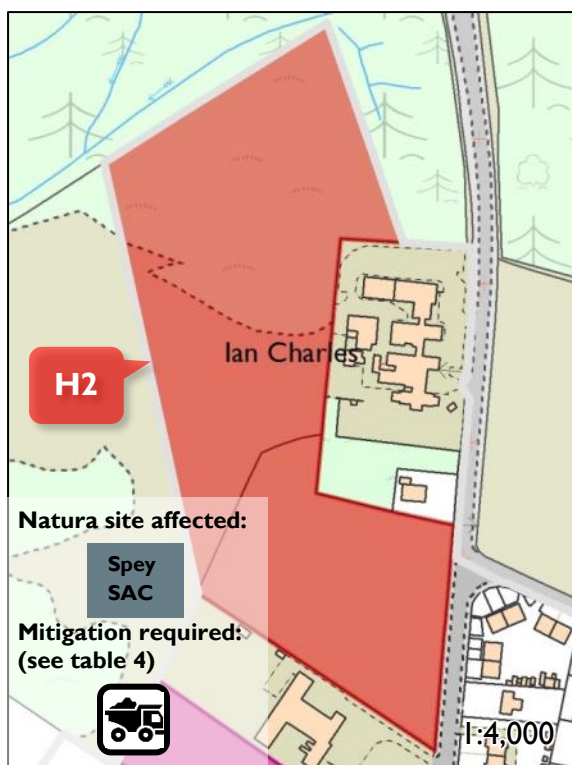 Ian Charles
H2
Natura site affected:
Spey
SAC
Mitigation required:
(see table 4)
1:4,000